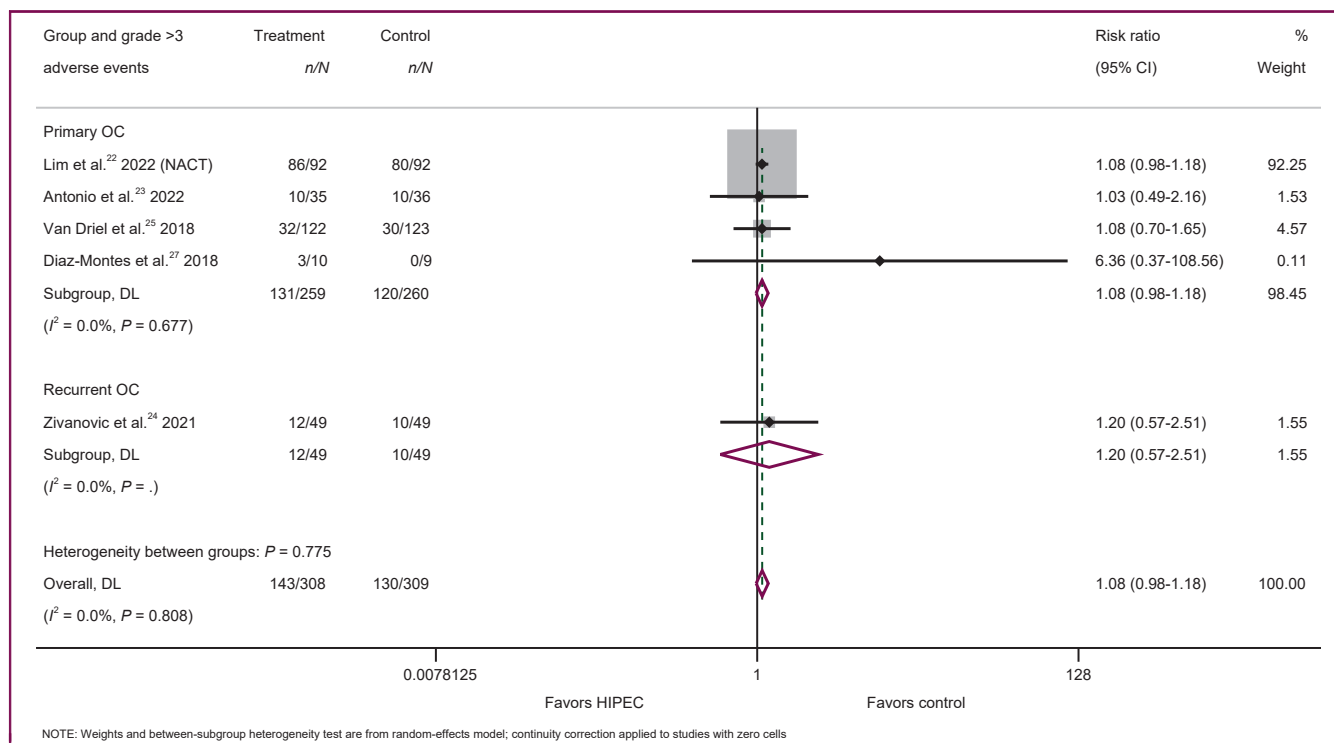 Group and grade >3 Treatment Control Risk ratio %
adverse events n/N n/N (95% CI) Weight
Primary OC
Lim et al.22 2022 (NACT) 86/92 80/92 1.08 (0.98-1.18) 92.25
Antonio et al.23 2022 10/35 10/36 1.03 (0.49-2.16) 1.53
Van Driel et al.25 2018 32/122 30/123 1.08 (0.70-1.65) 4.57
Diaz-Montes et al.27 2018 3/10 0/9 6.36 (0.37-108.56) 0.11
Subgroup, DL 131/259 120/260 1.08 (0.98-1.18) 98.45
(I2 = 0.0%, P = 0.677)
Recurrent OC
Zivanovic et al.24 2021 12/49 10/49 1.20 (0.57-2.51) 1.55
Subgroup, DL 12/49 10/49 1.20 (0.57-2.51) 1.55
(I2 = 0.0%, P = .)
Heterogeneity between groups: P = 0.775
Overall, DL 143/308 130/309 1.08 (0.98-1.18) 100.00
(I2 = 0.0%, P = 0.808)
0.0078125 1 128
Favors HIPEC Favors control
NOTE: Weights and between-subgroup heterogeneity test are from random-effects model; continuity correction applied to studies with zero cells